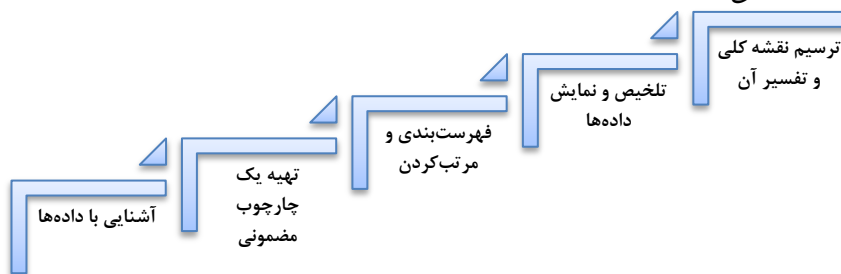 ترسیم نقشه کلی
و تفسیر آن
تلخیص و نمایش
داده‌ها
فهرست‌بندی و
مرتب‌کردن
تهیه یک
چارچوب
مضمونی
آشنایی با داده‌ها